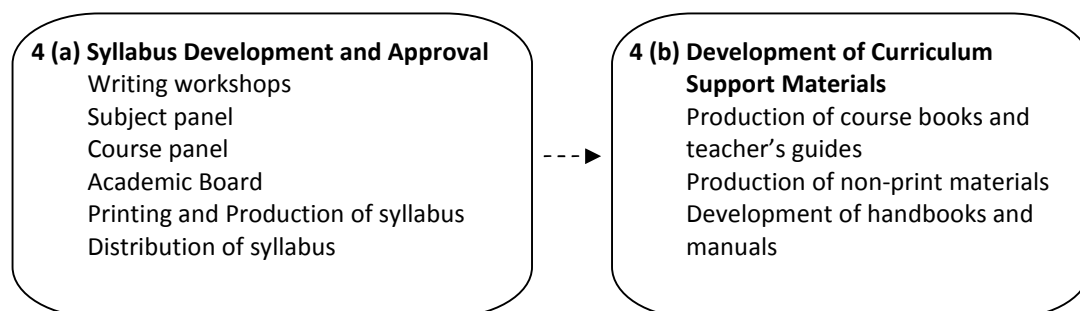 4 (a) Syllabus Development and Approval
Writing workshops
Subject panel
Course panel
Academic Board
Printing and Production of syllabus
Distribution of syllabus
4 (b) Development of Curriculum
Support Materials
Production of course books and
teacher’s guides
Production of non-print materials
Development of handbooks and
manuals